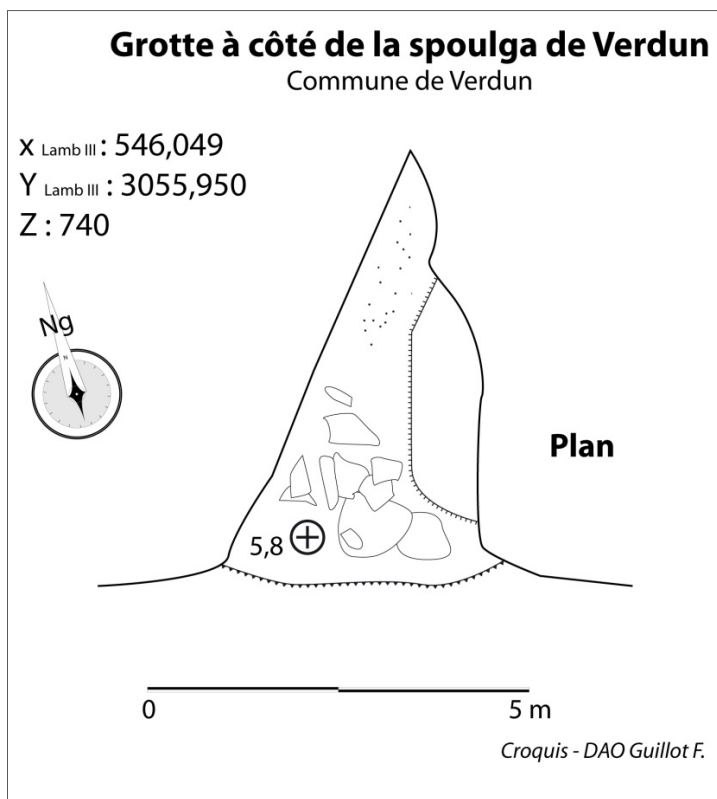 Grotte à côté de la spoulga de Verdun
Commune de Verdun
x Lamb III : 546,049
Y Lamb III : 3055,950
Z : 740
Ng
N
Plan
5,8
0 5 m
Croquis - DAO Guillot F.